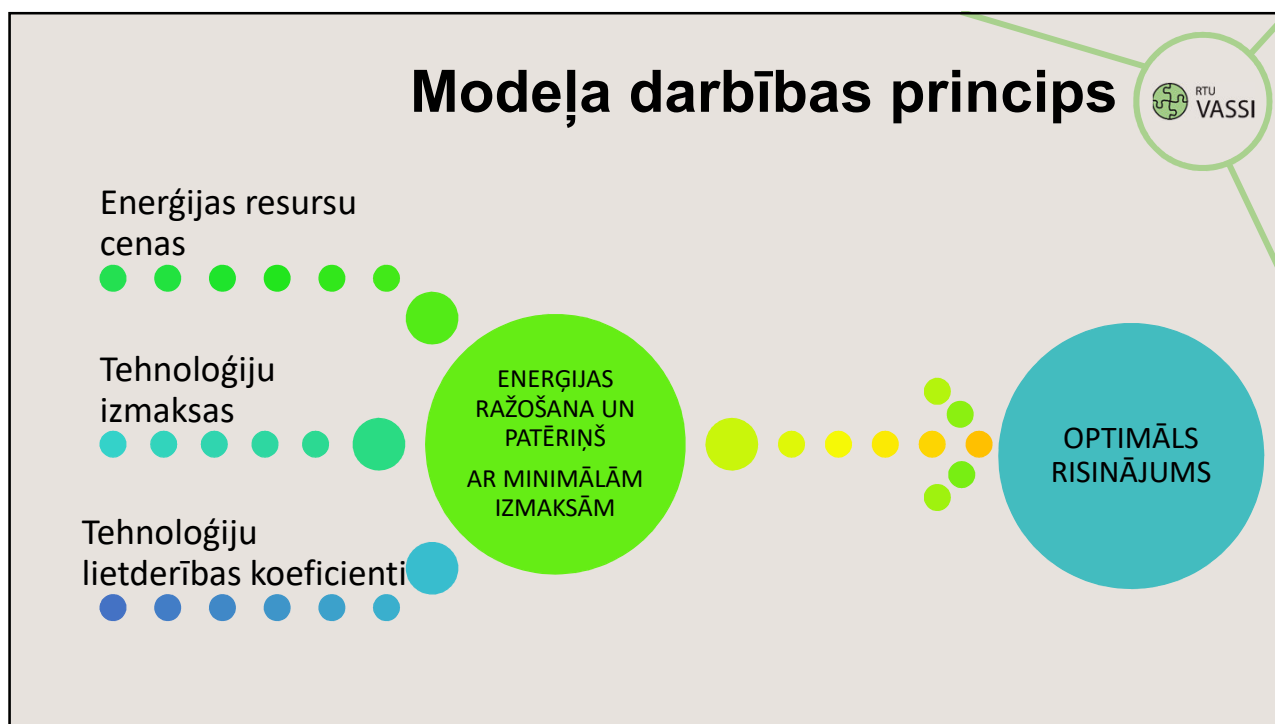 Modeļa darbības princips
RTU
VASSI
Enerģijas resursu
cenas
Tehnoloģiju
izmaksas
Tehnoloģiju
lietderības koeficienti
ENERĢIJAS
RAŽOŠANA UN
PATĒRIŅŠ
AR MINIMĀLĀM
IZMAKSĀM
OPTIMĀLS
RISINĀJUMS